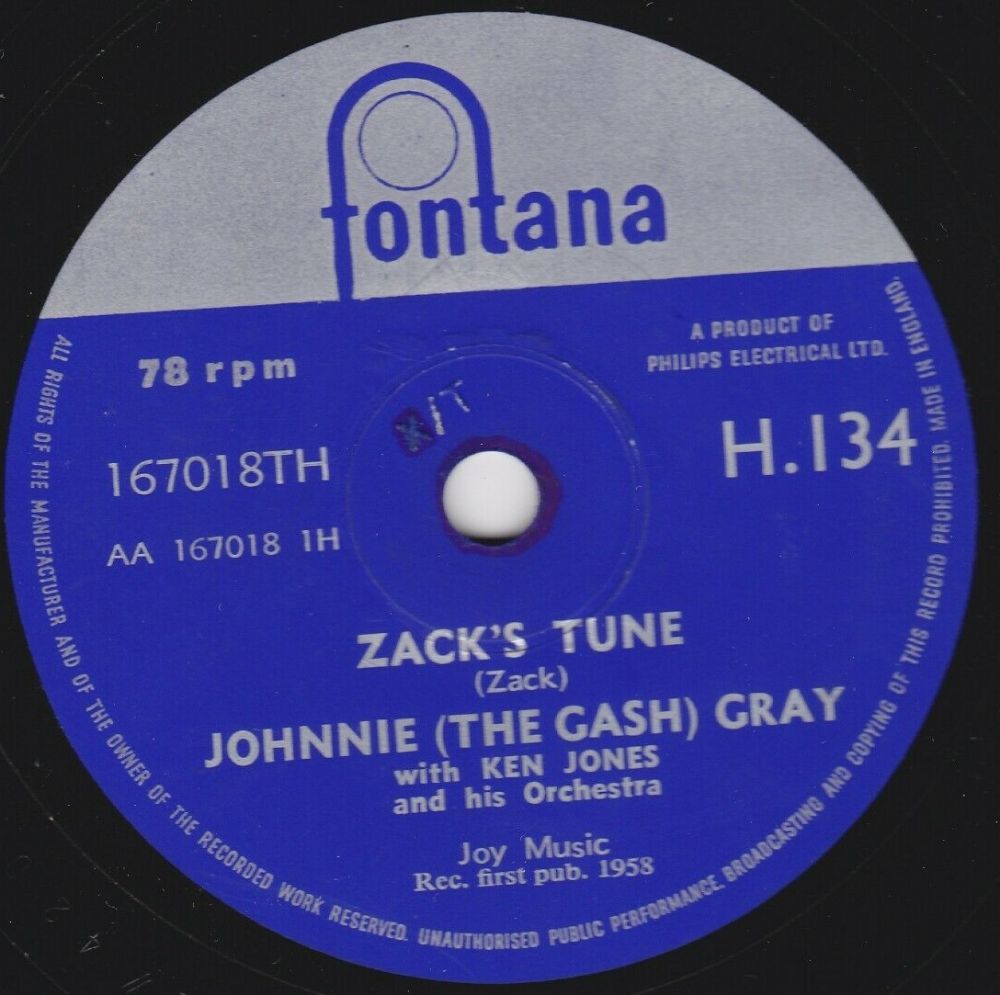 fontana
A PRODUCT OF
PHILIPS ELECTRICAL LTD.
78 rpm
167018TH
H.134
AA 167018 1H
ZACK'S TUNE
(Zack)
JOHNNIE (THE GASH) GRAY
with KEN JONES
and his Orchestra
Joy Music
Rec. first pub. 1958
ALL RIGHTS OF THE MANUFACTURER AND OF THE OWNER OF THE RECORDED WORK RESERVED. UNAUTHORISED PUBLIC PERFORMANCE, BROADCASTING AND COPYING OF THIS RECORD PROHIBITED. MADE IN ENGLAND.